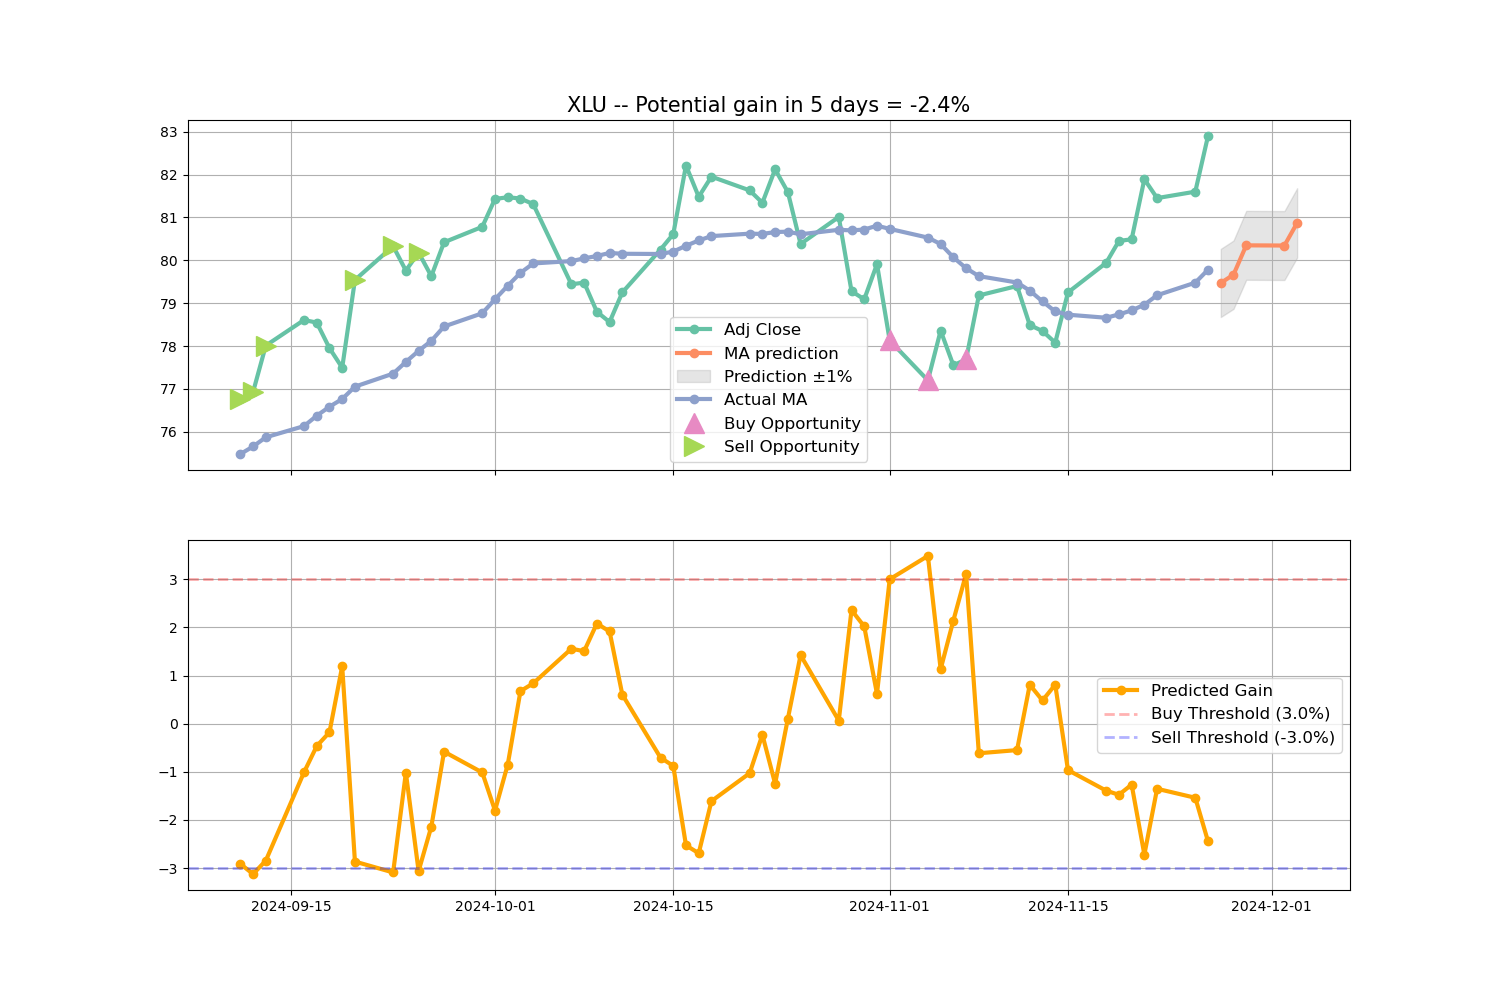 XLU -- Potential gain in 5 days = -2.4%
83
82
81
80
79
78
77
76
Adj Close
MA prediction
Prediction ±1%
Actual MA
Buy Opportunity
Sell Opportunity
3
2
1
0
−1
−2
−3
Predicted Gain
Buy Threshold (3.0%)
Sell Threshold (-3.0%)
2024-09-15
2024-10-01
2024-10-15
2024-11-01
2024-11-15
2024-12-01